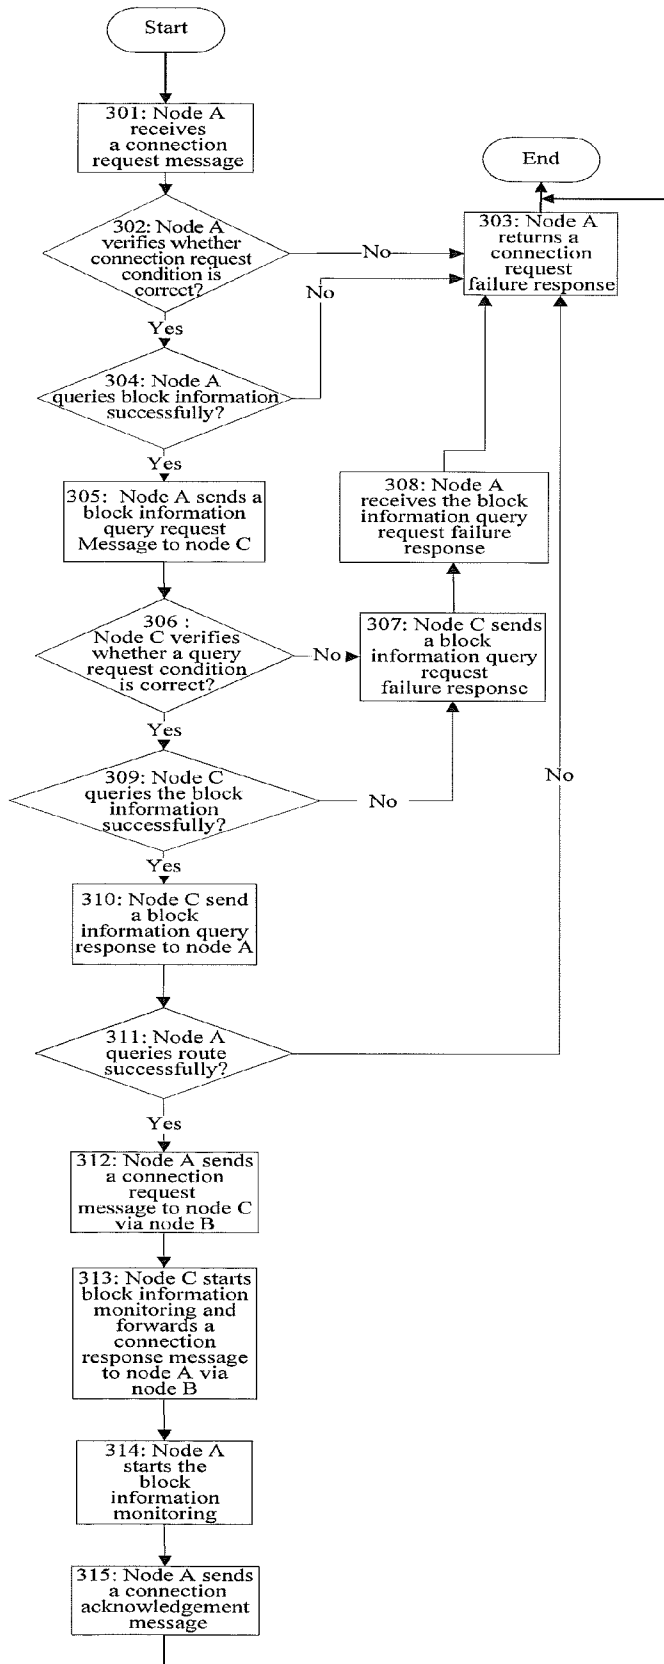 Start
301: Node A
receives
a connection
request message
End
302: Node A
verifies whether
connection request
condition is
correct?
No
303: Node A
returns a
connection
request
failure response
No
Yes
304: Node A
queries block information
successfully?
Yes
305: Node A sends a
block information
query request
Message to node C
308: Node A
receives the block
information query
request failure
response
306 :
Node C verifies
whether a query
request condition
is correct?
No
307: Node C sends
a block
information query
request
failure response
Yes
309: Node C
queries the block
information
successfully?
No
No
Yes
310: Node C send
a block
information query
response to node A
311: Node A
queries route
successfully?
Yes
312: Node A sends
a connection
request
message to node C
via node B
313: Node C starts
block information
monitoring and
forwards a
connection
response message
to node A via
node B
314: Node A
starts the
block
information
monitoring
315: Node A sends
a connection
acknowledgement
message